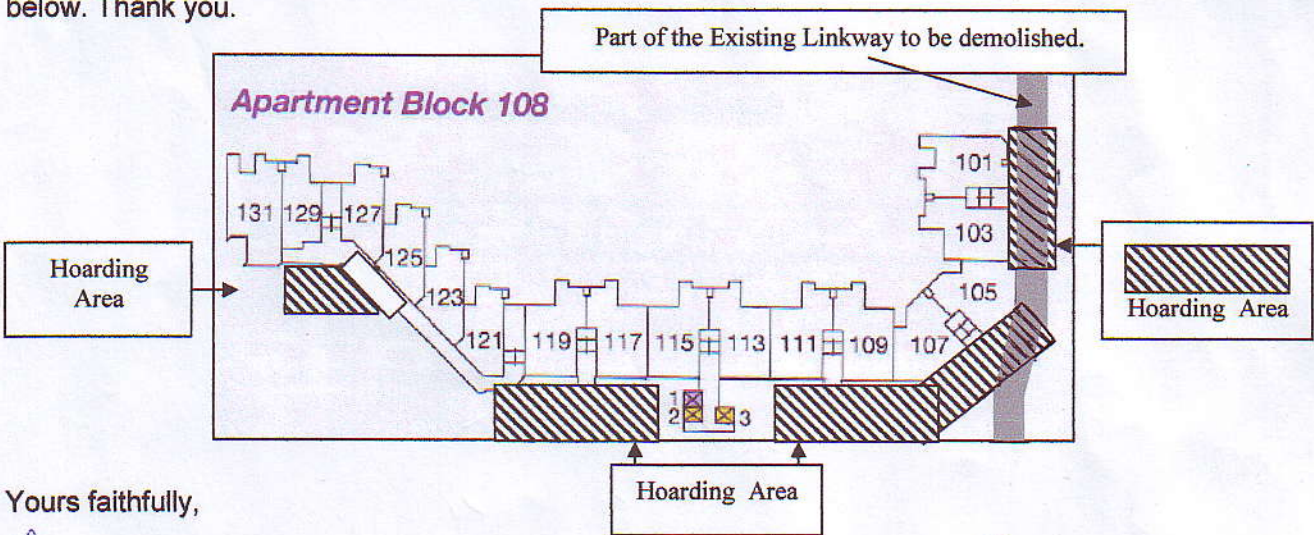 below. Thank you.
Part of the Existing Linkway to be demolished.
Apartment Block 108
101
131 129 127
103
125
Hoarding
Area
123
105
Hoarding Area
121 119 117 115 113 111 109 107
1
2 3
Hoarding Area
Yours faithfully,